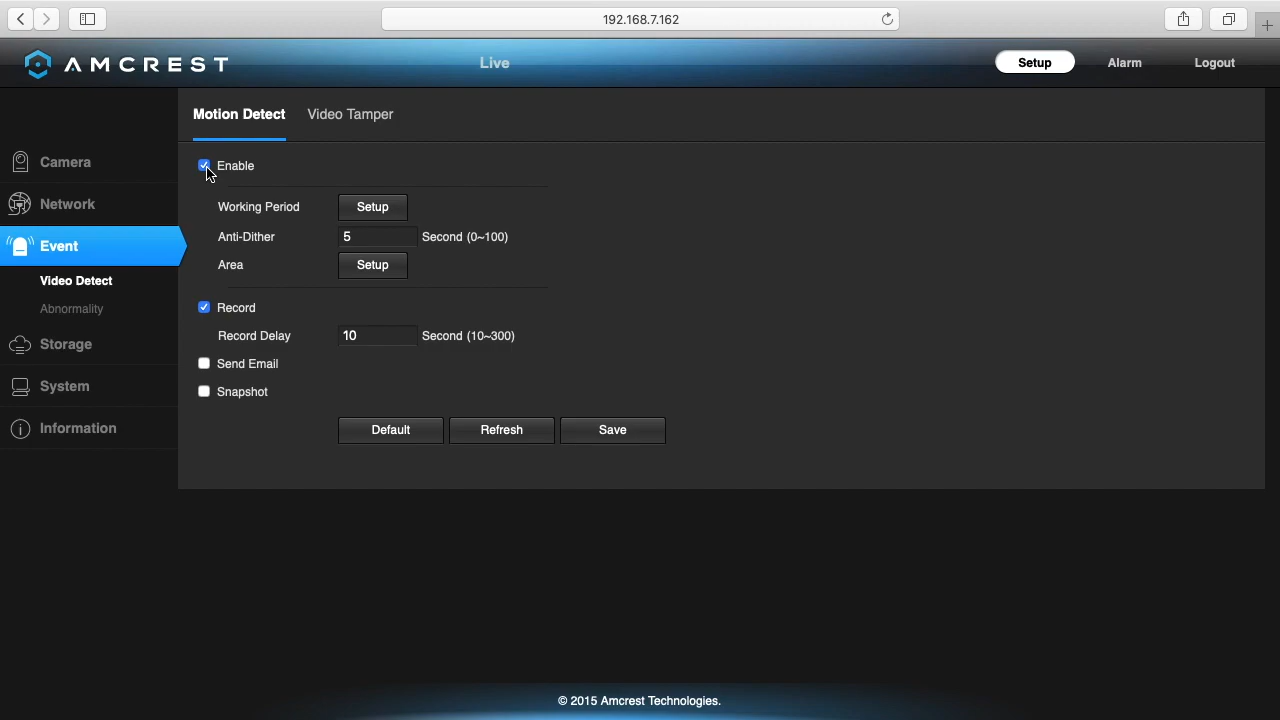 192.168.7.162
AMCREST
Live
Setup
Alarm
Logout
Camera
Network
Event
Video Detect
Abnormality
Storage
System
Information
Motion Detect
Video Tamper
Enable
Working Period Setup
Anti-Dither 5 Second (0~100)
Area Setup
Record
Record Delay 10 Second (10~300)
Send Email
Snapshot
Default Refresh Save
© 2015 Amcrest Technologies.